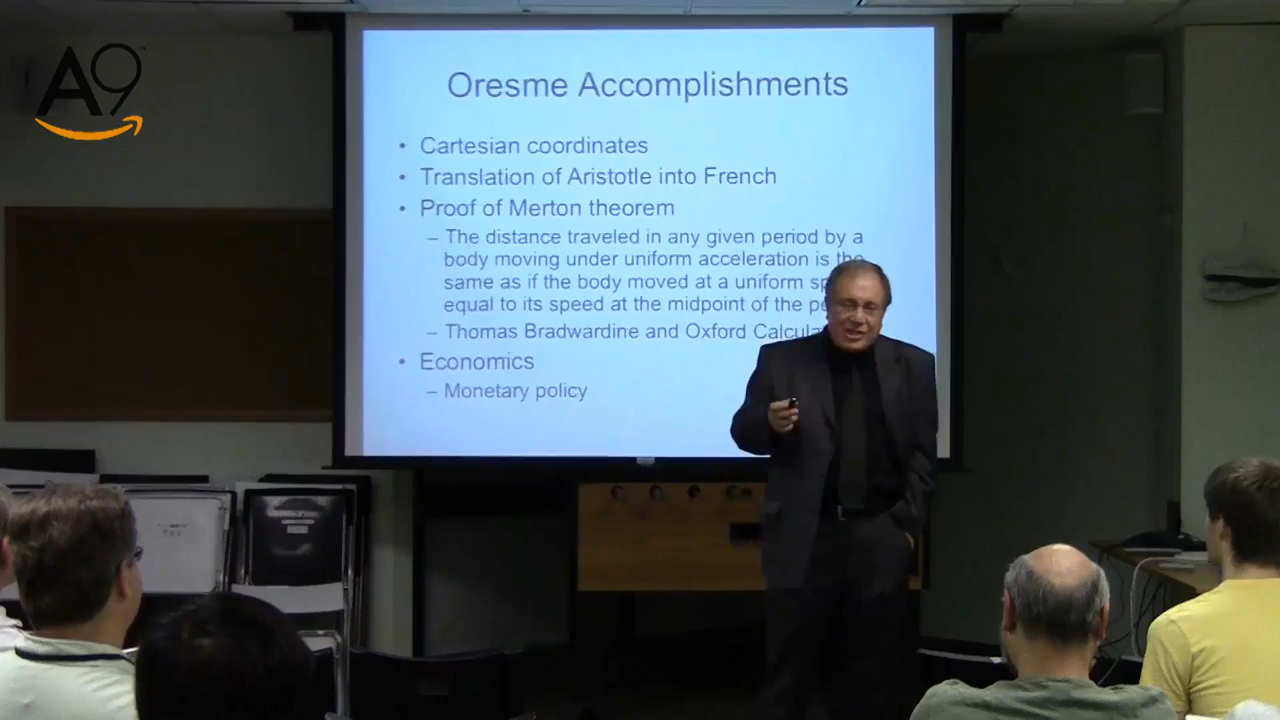 A9
Oresme Accomplishments
• Cartesian coordinates
• Translation of Aristotle into French
• Proof of Merton theorem
– The distance traveled in any given period by a
body moving under uniform acceleration is the
same as if the body moved at a uniform
equal to its speed at the midpoint of the
– Thomas Bradwardine and Oxford
• Economics
– Monetary policy